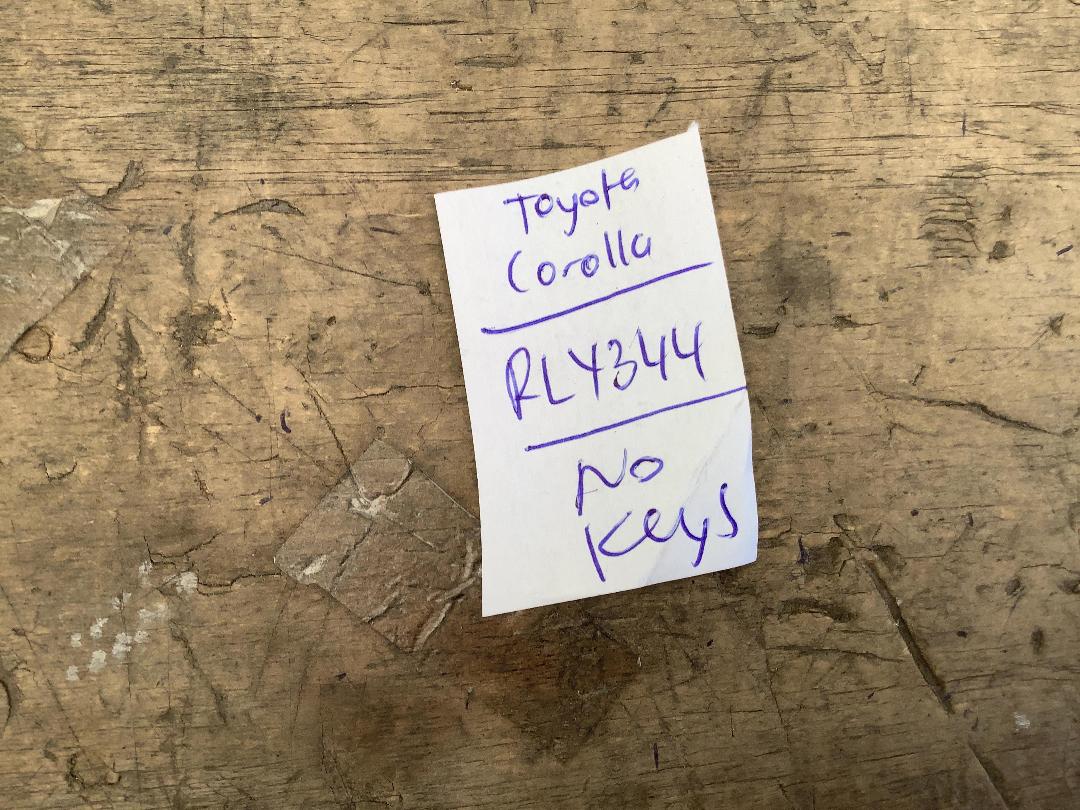 Toyota
Corolla
RLY344
No
Keys